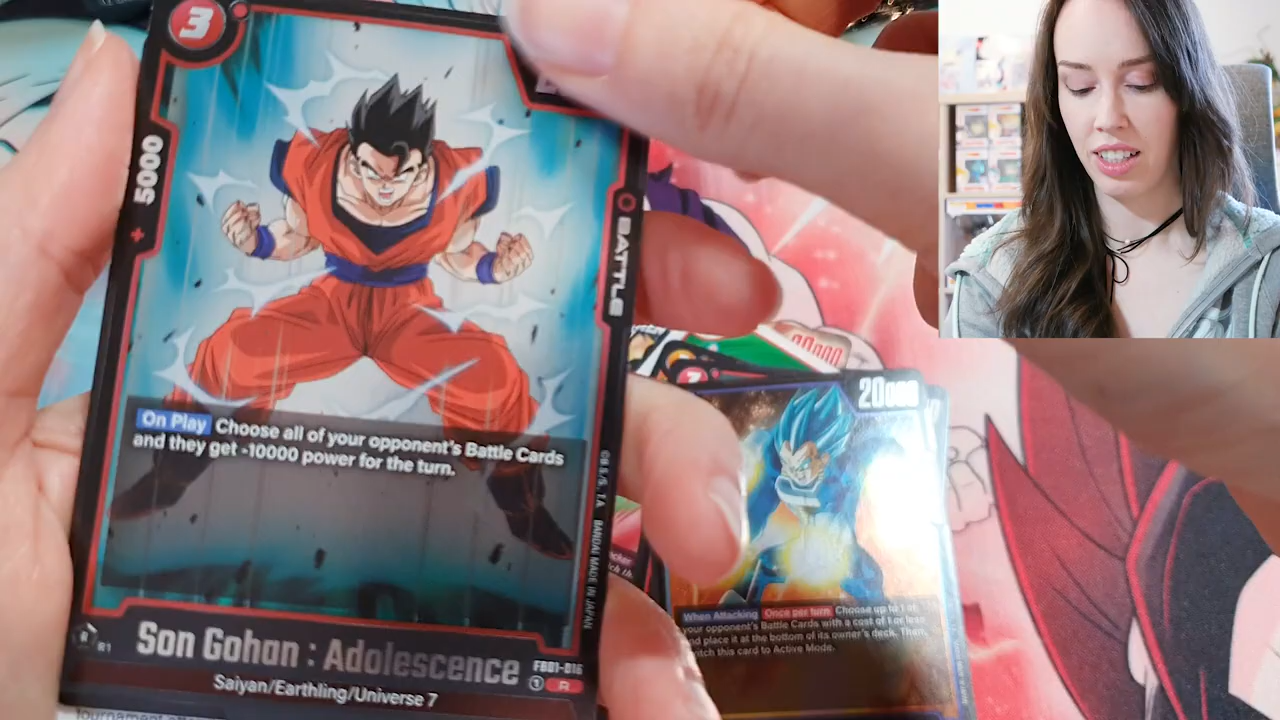 3
5000
BATTLE
On Play Choose all of your opponent's Battle Cards
and they get -10000 power for the turn.
BANDAI MADE IN JAPAN
Son Gohan : Adolescence
FB01-016
R
Saiyan/Earthling/Universe 7
20000
When Attacking Once per turn Choose up to 1 of
your opponent's Battle Cards with a cost of 1 or less
and place it at the bottom of its owner's deck. Then,
switch this card to Active Mode.